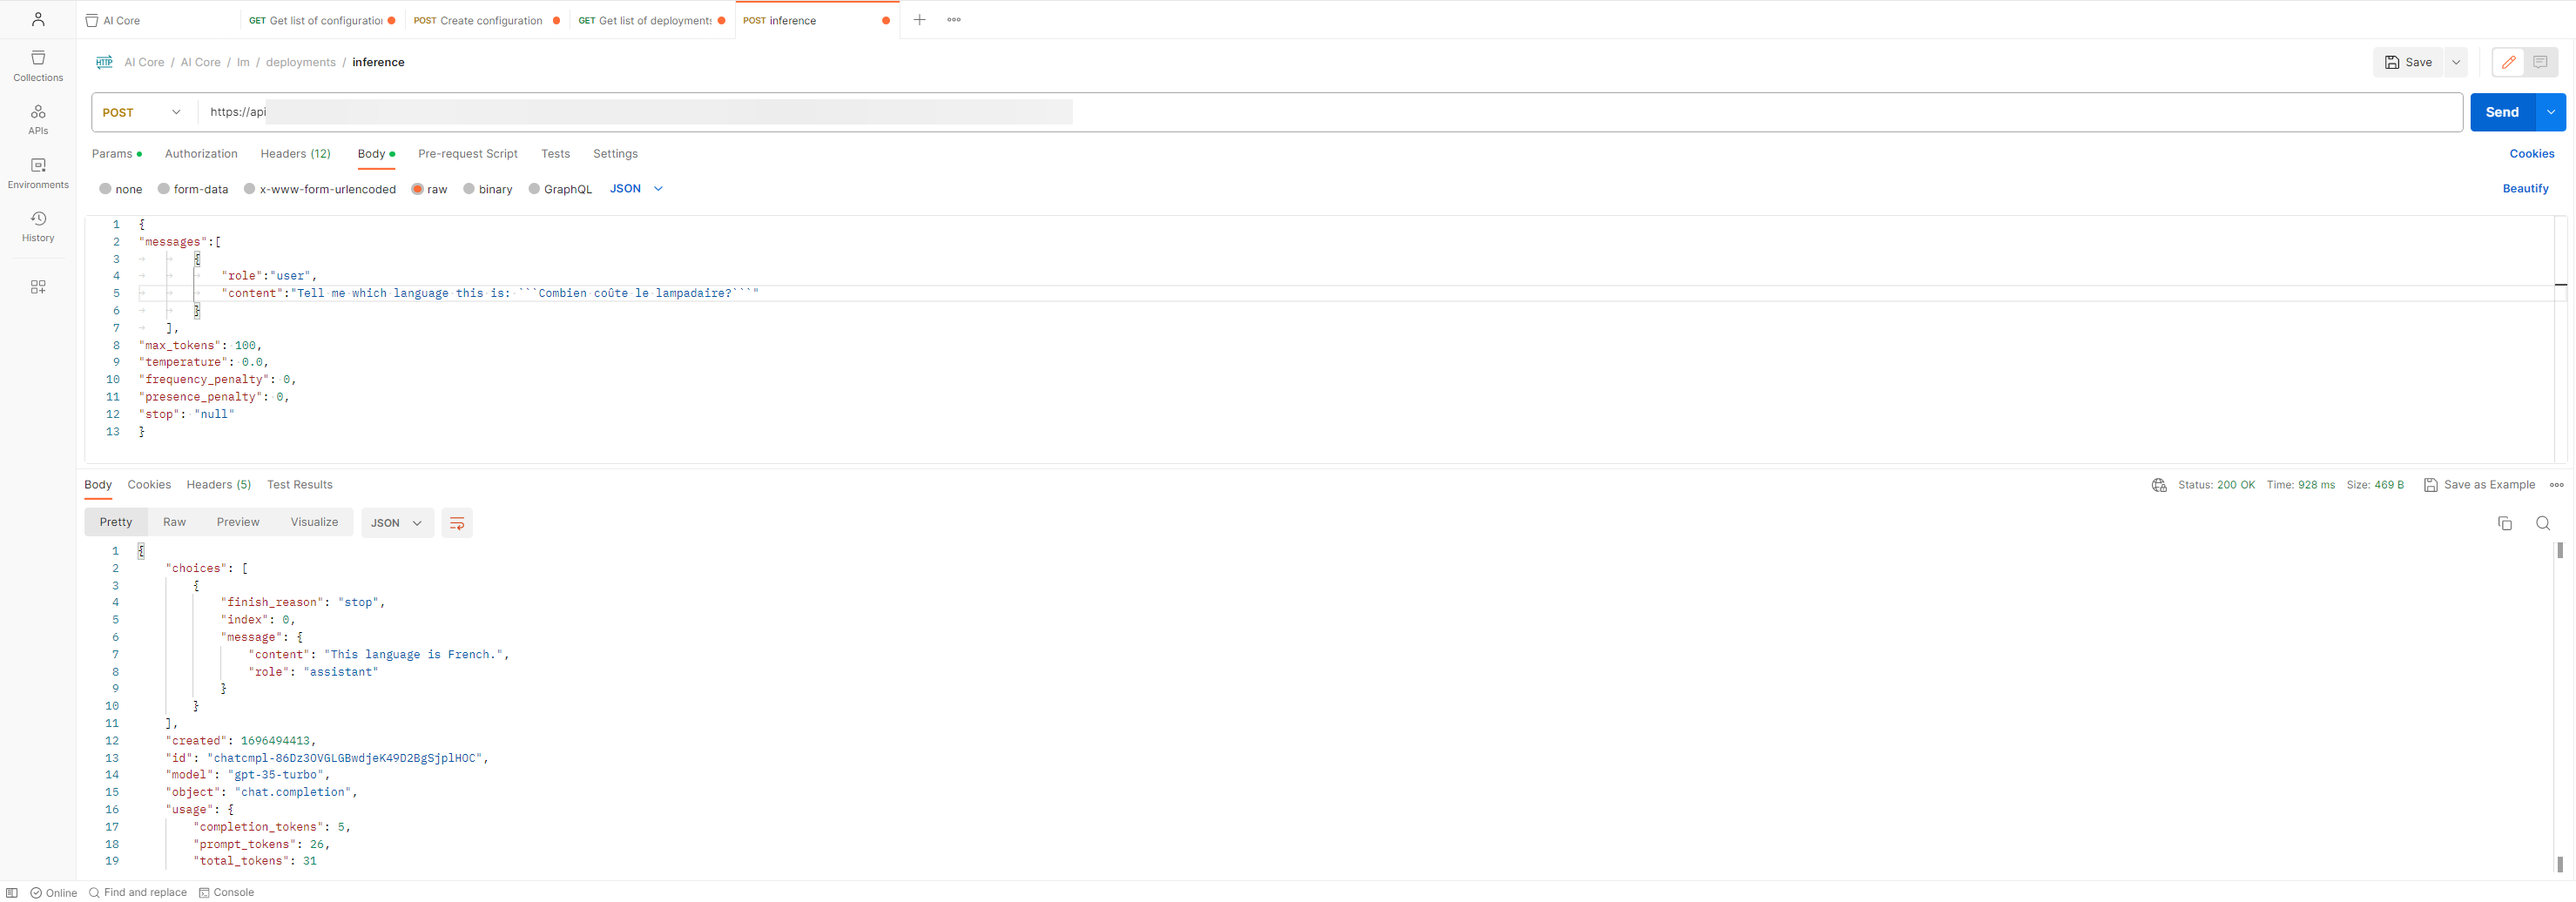 AI Core
GET Get list of configuration
POST Create configuration
GET Get list of deployments
POST inference
Collections
APIs
Environments
History
HTTP AI Core / AI Core / lm / deployments / inference
Save
POST https://api
Send
Params Authorization Headers (12) Body Pre-request Script Tests Settings Cookies
none form-data x-www-form-urlencoded raw binary GraphQL JSON Beautify
1 {
2 "messages":[
3 {
4 "role":"user",
5 "content":"Tell me which language this is: ```Combien coûte le lampadaire?```"
6 }
7 ],
8 "max_tokens": 100,
9 "temperature": 0.0,
10 "frequency_penalty": 0,
11 "presence_penalty": 0,
12 "stop": "null"
13 }
Body Cookies Headers (5) Test Results Status: 200 OK Time: 928 ms Size: 469 B Save as Example
Pretty Raw Preview Visualize JSON
1 {
2 "choices": [
3 {
4 "finish_reason": "stop",
5 "index": 0,
6 "message": {
7 "content": "This language is French.",
8 "role": "assistant"
9 }
10 }
11 ],
12 "created": 1696494413,
13 "id": "chatcmpl-86Dz3OVGLGBwdjeK49D2BgSjplHOC",
14 "model": "gpt-35-turbo",
15 "object": "chat.completion",
16 "usage": {
17 "completion_tokens": 5,
18 "prompt_tokens": 26,
19 "total_tokens": 31
Online Find and replace Console